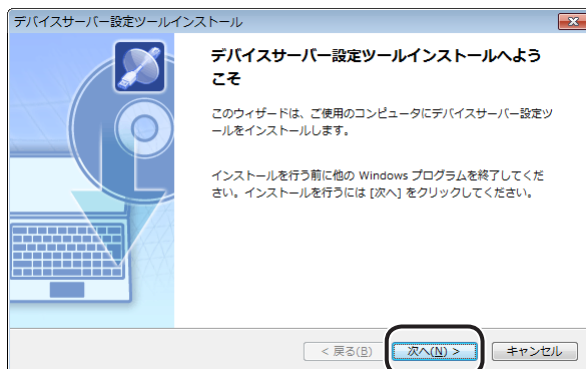 デバイスサーバー設定ツールインストール
デバイスサーバー設定ツールインストールへよう
こそ
このウィザードは、ご使用のコンピュータにデバイスサーバー設定ツ
ールをインストールします。
インストールを行う前に他の Windows プログラムを終了してくだ
さい。インストールを行うには [次へ] をクリックしてください。
< 戻る(B) 次へ(N) > キャンセル